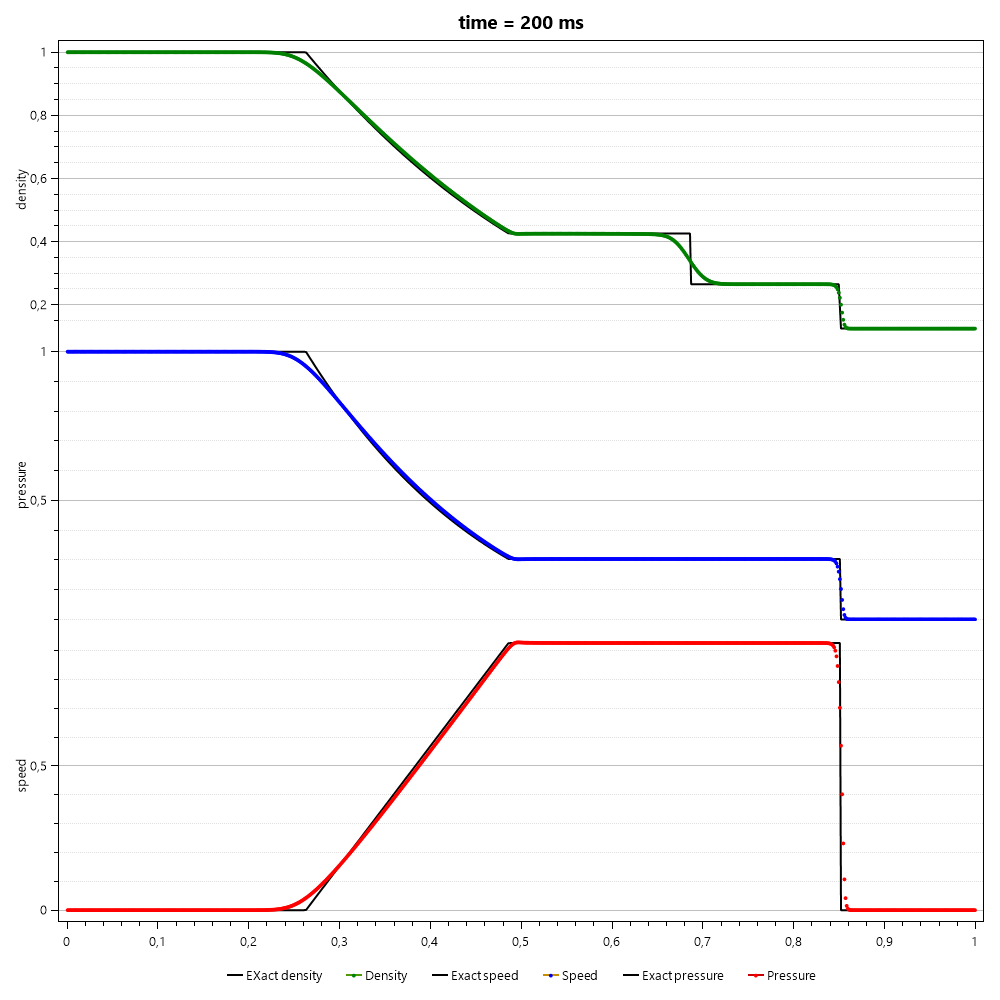 time = 200 ms
density
1
0,8
0,6
0,4
0,2
pressure
1
0,5
speed
0,5
0
0 0,1 0,2 0,3 0,4 0,5 0,6 0,7 0,8 0,9 1
EXact density Density Exact speed Speed Exact pressure Pressure